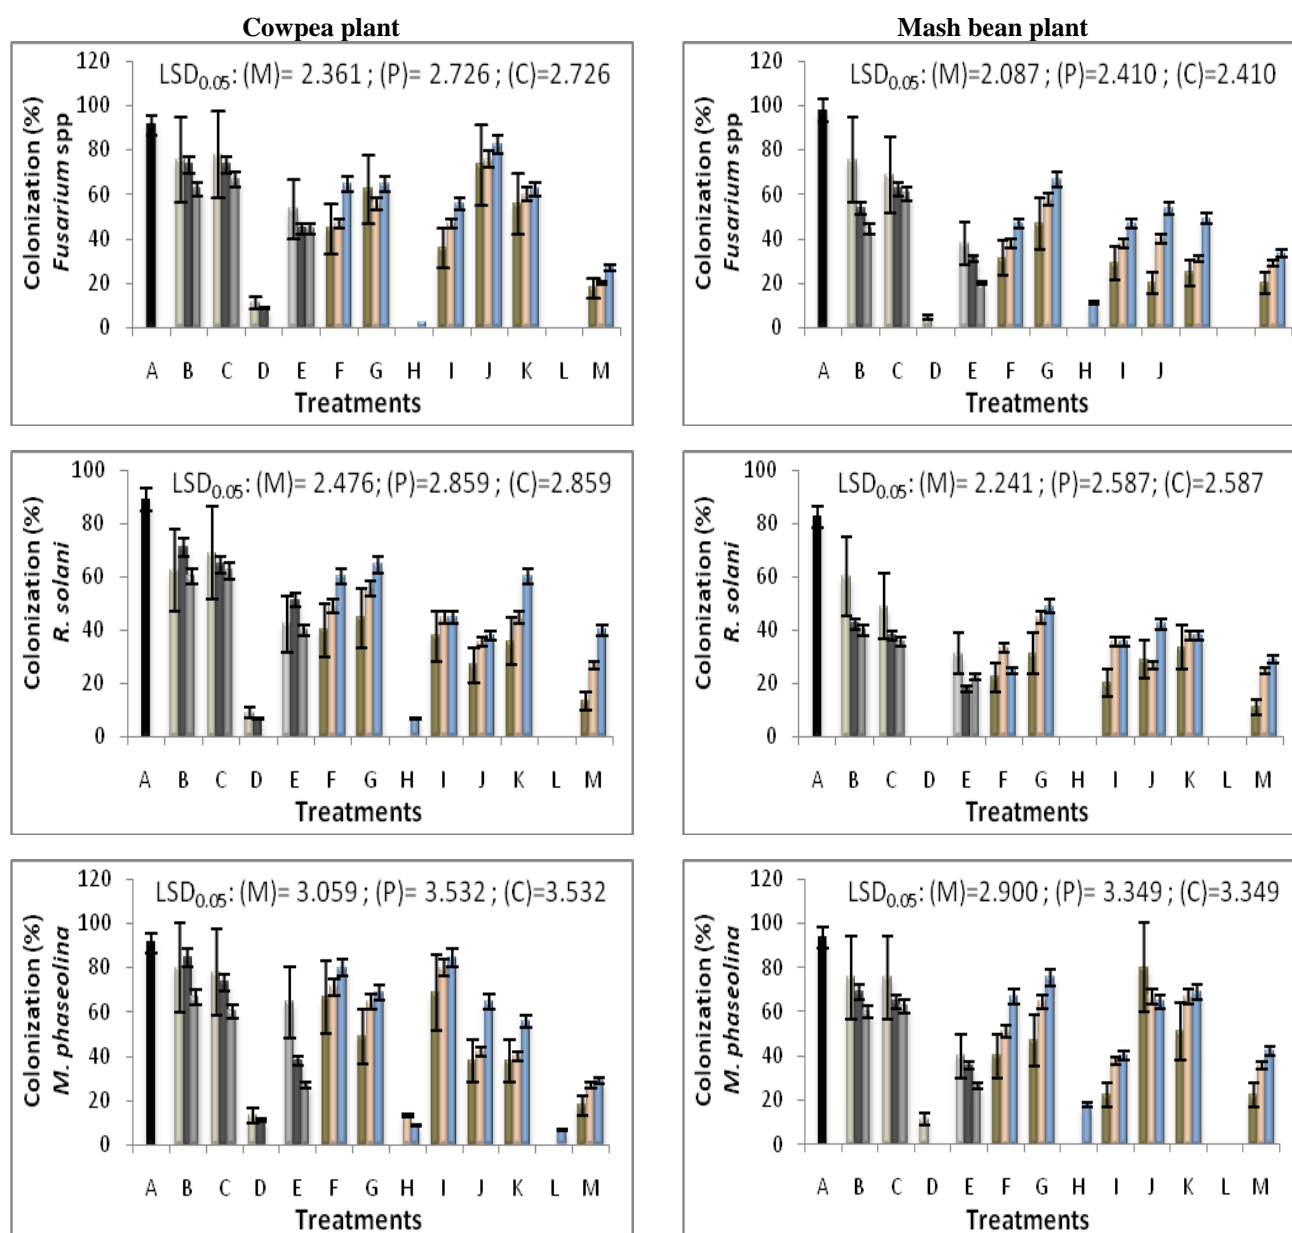 Cowpea plant
Mash bean plant
LSD0.05: (M)= 2.361 ; (P)= 2.726 ; (C)=2.726
Colonization (%)
Fusarium spp
120
100
80
60
40
20
0
A B C D E F G H I J K L M
Treatments
LSD0.05: (M)=2.087 ; (P)=2.410 ; (C)=2.410
Colonization (%)
Fusarium spp
120
100
80
60
40
20
0
A B C D E F G H I J
Treatments
LSD0.05: (M)= 2.476; (P)=2.859 ; (C)=2.859
Colonization (%)
R. solani
100
80
60
40
20
0
A B C D E F G H I J K L M
Treatments
LSD0.05: (M)= 2.241 ; (P)=2.587; (C)=2.587
Colonization (%)
R. solani
100
80
60
40
20
0
A B C D E F G H I J K L M
Treatments
LSD0.05: (M)= 3.059 ; (P)= 3.532 ; (C)=3.532
Colonization (%)
M. phaseolina
120
100
80
60
40
20
0
A B C D E F G H I J K L M
Treatments
LSD0.05: (M)=2.900 ; (P)= 3.349 ; (C)=3.349
Colonization (%)
M. phaseolina
120
100
80
60
40
20
0
A B C D E F G H I J K L M
Treatments